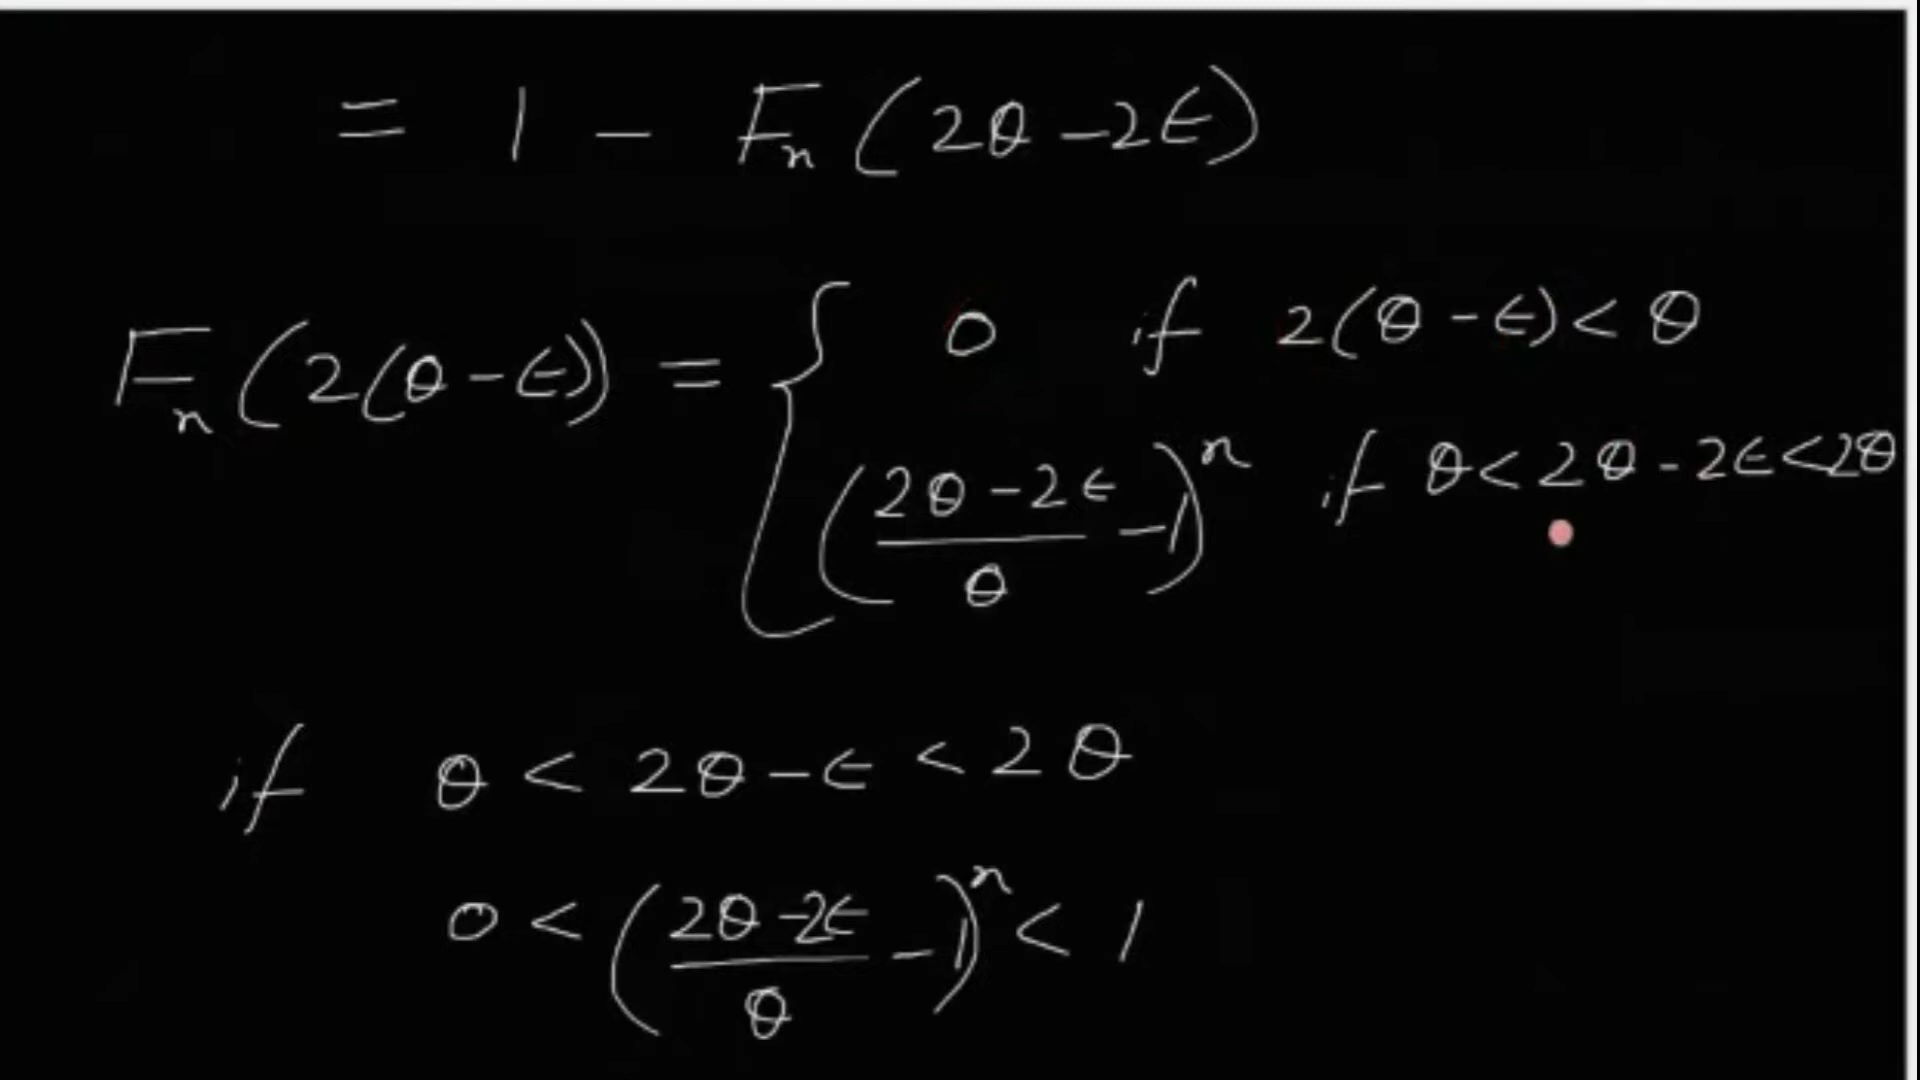 = 1 - Fn (2θ - 2ϵ)
Fn (2(θ - ϵ)) = { 0 if 2(θ - ϵ) < θ
((2θ - 2ϵ)/θ - 1)^n if θ < 2θ - 2ϵ < 2θ
if θ < 2θ - ϵ < 2θ
0 < ((2θ - 2ϵ)/θ - 1)^n < 1